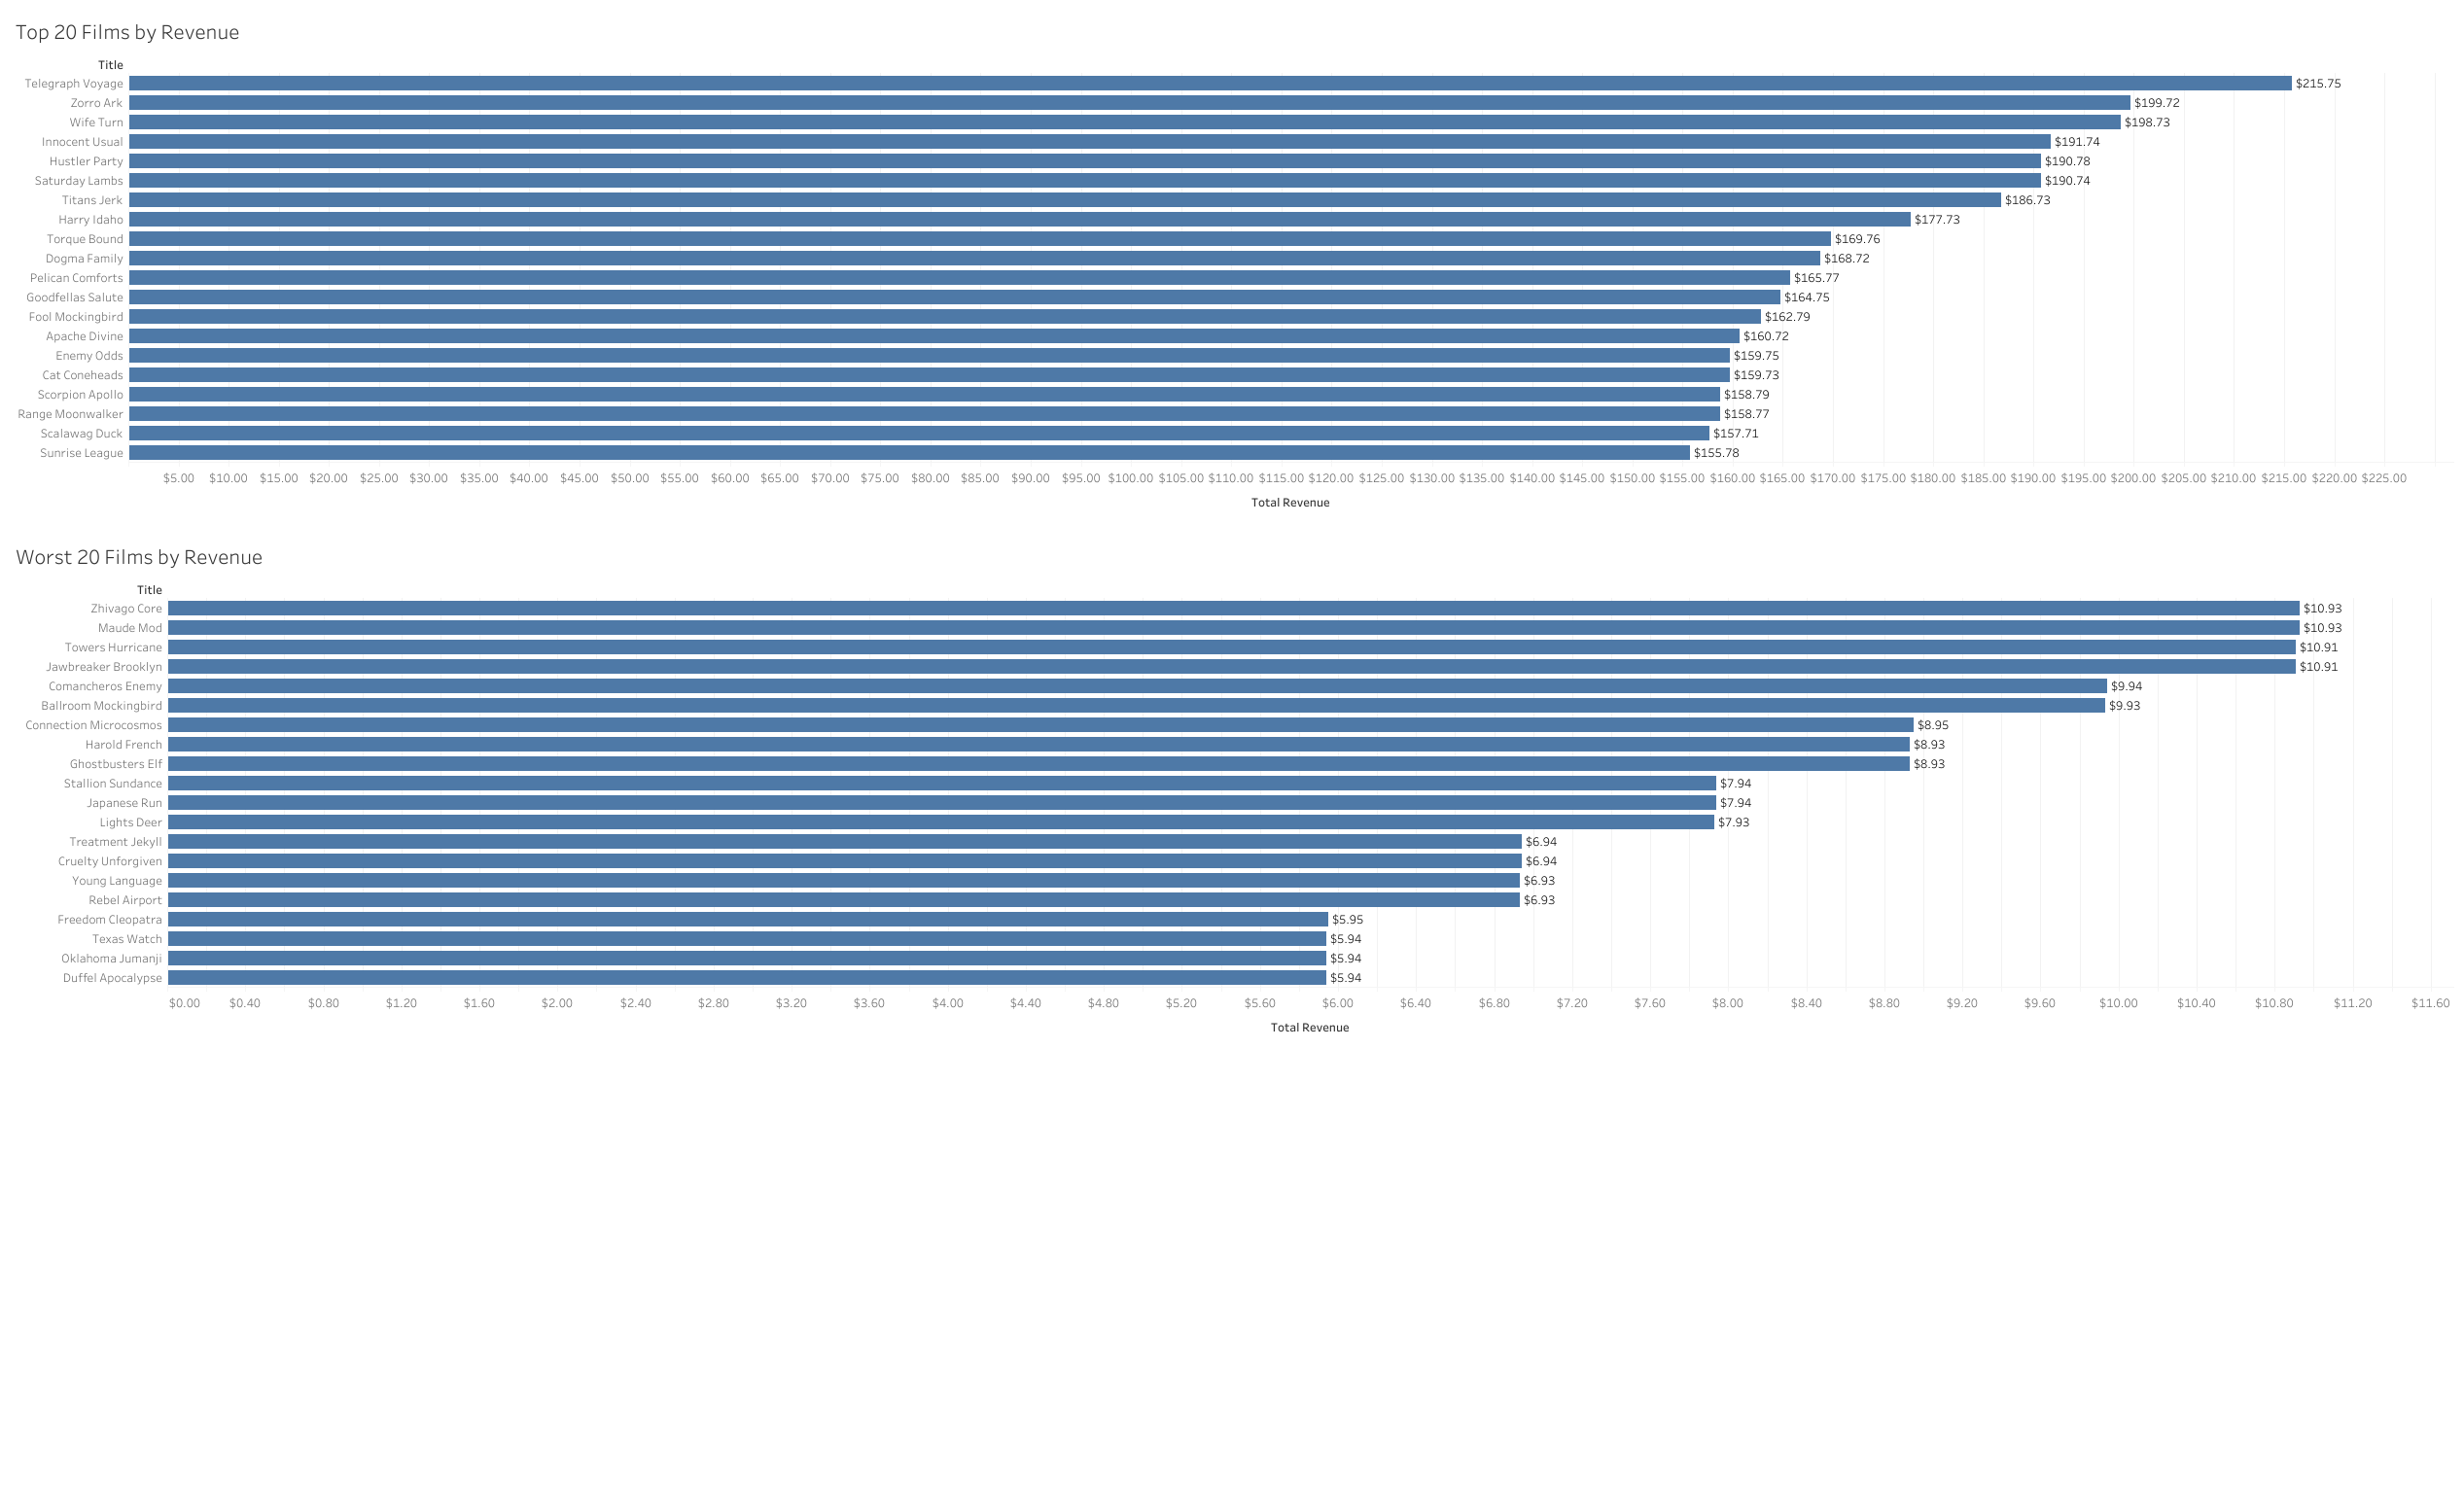 Top 20 Films by Revenue
Title
Telegraph Voyage $215.75
Zorro Ark $199.72
Wife Turn $198.73
Innocent Usual $191.74
Hustler Party $190.78
Saturday Lambs $190.74
Titans Jerk $186.73
Harry Idaho $177.73
Torque Bound $169.76
Dogma Family $168.72
Pelican Comforts $165.77
Goodfellas Salute $164.75
Fool Mockingbird $162.79
Apache Divine $160.72
Enemy Odds $159.75
Cat Coneheads $159.73
Scorpion Apollo $158.79
Range Moonwalker $158.77
Scalawag Duck $157.71
Sunrise League $155.78
$5.00 $10.00 $15.00 $20.00 $25.00 $30.00 $35.00 $40.00 $45.00 $50.00 $55.00 $60.00 $65.00 $70.00 $75.00 $80.00 $85.00 $90.00 $95.00 $100.00 $105.00 $110.00 $115.00 $120.00 $125.00 $130.00 $135.00 $140.00 $145.00 $150.00 $155.00 $160.00 $165.00 $170.00 $175.00 $180.00 $185.00 $190.00 $195.00 $200.00 $205.00 $210.00 $215.00 $220.00 $225.00
Total Revenue
Worst 20 Films by Revenue
Title
Zhivago Core $10.93
Maude Mod $10.93
Towers Hurricane $10.91
Jawbreaker Brooklyn $10.91
Comancheros Enemy $9.94
Ballroom Mockingbird $9.93
Connection Microcosmos $8.95
Harold French $8.93
Ghostbusters Elf $8.93
Stallion Sundance $7.94
Japanese Run $7.94
Lights Deer $7.93
Treatment Jekyll $6.94
Cruelty Unforgiven $6.94
Young Language $6.93
Rebel Airport $6.93
Freedom Cleopatra $5.95
Texas Watch $5.94
Oklahoma Jumanji $5.94
Duffel Apocalypse $5.94
$0.00 $0.40 $0.80 $1.20 $1.60 $2.00 $2.40 $2.80 $3.20 $3.60 $4.00 $4.40 $4.80 $5.20 $5.60 $6.00 $6.40 $6.80 $7.20 $7.60 $8.00 $8.40 $8.80 $9.20 $9.60 $10.00 $10.40 $10.80 $11.20 $11.60
Total Revenue